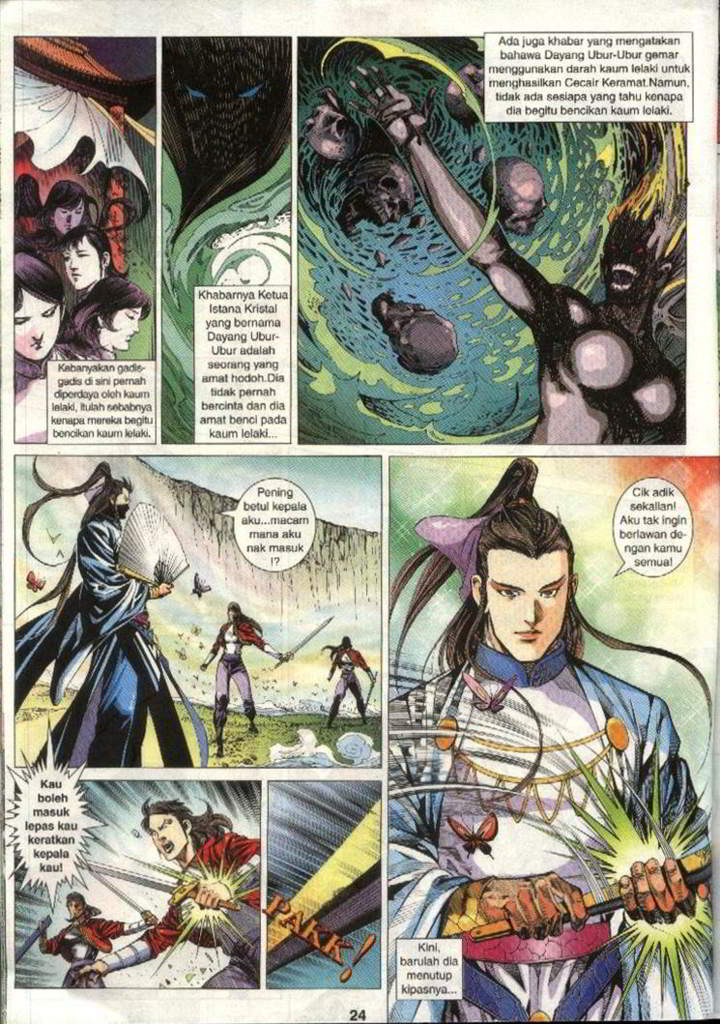 Kebanyakan gadis-
gadis di sini pernah
diperdaya oleh kaum
lelaki, itulah sebabnya
kenapa mereka begitu
bencikan kaum lelaki.
Khabarnya Ketua
Istana Kristal
yang bernama
Dayang Ubur-
Ubur adalah
seorang yang
amat hodoh.Dia
tidak pernah
bercinta dan dia
amat benci pada
kaum lelaki...
Ada juga khabar yang mengatakan
bahawa Dayang Ubur-Ubur gemar
menggunakan darah kaum lelaki untuk
menghasilkan Cecair Keramat.Namun,
tidak ada sesiapa yang tahu kenapa
dia begitu bencikan kaum lelaki.
Pening
betul kepala
aku...macam
mana aku
nak masuk
!?
Cik adik
sekalian!
Aku tak ingin
berlawan de-
ngan kamu
semua!
Kau
boleh
masuk
lepas kau
keratkan
kepala
kau!
PAKK!
Kini,
barulah dia
menutup
kipasnya...
24